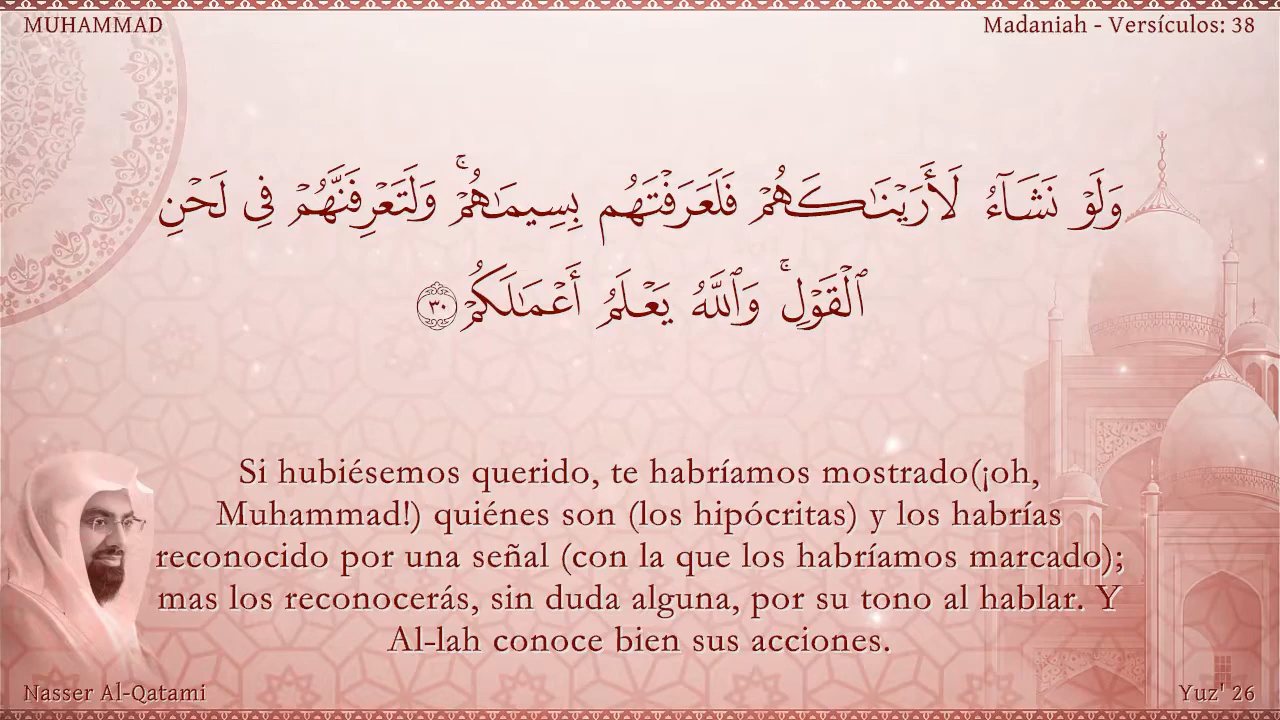 MUHAMMAD
Madaniah - Versículos: 38
وَلَوْ نَشَآءُ لَأَرَيْنَـٰكَهُمْ فَلَعَرَفْتَهُم بِسِيمَـٰهُمْ ۚ وَلَتَعْرِفَنَّهُمْ فِى لَحْنِ
ٱلْقَوْلِ ۚ وَٱللَّهُ يَعْلَمُ أَعْمَـٰلَكُمْ ٣٠
Si hubiésemos querido, te habríamos mostrado(¡oh,
Muhammad!) quiénes son (los hipócritas) y los habrías
reconocido por una señal (con la que los habríamos marcado);
mas los reconocerás, sin duda alguna, por su tono al hablar. Y
Al-lah conoce bien sus acciones.
Nasser Al-Qatami
Yuz' 26